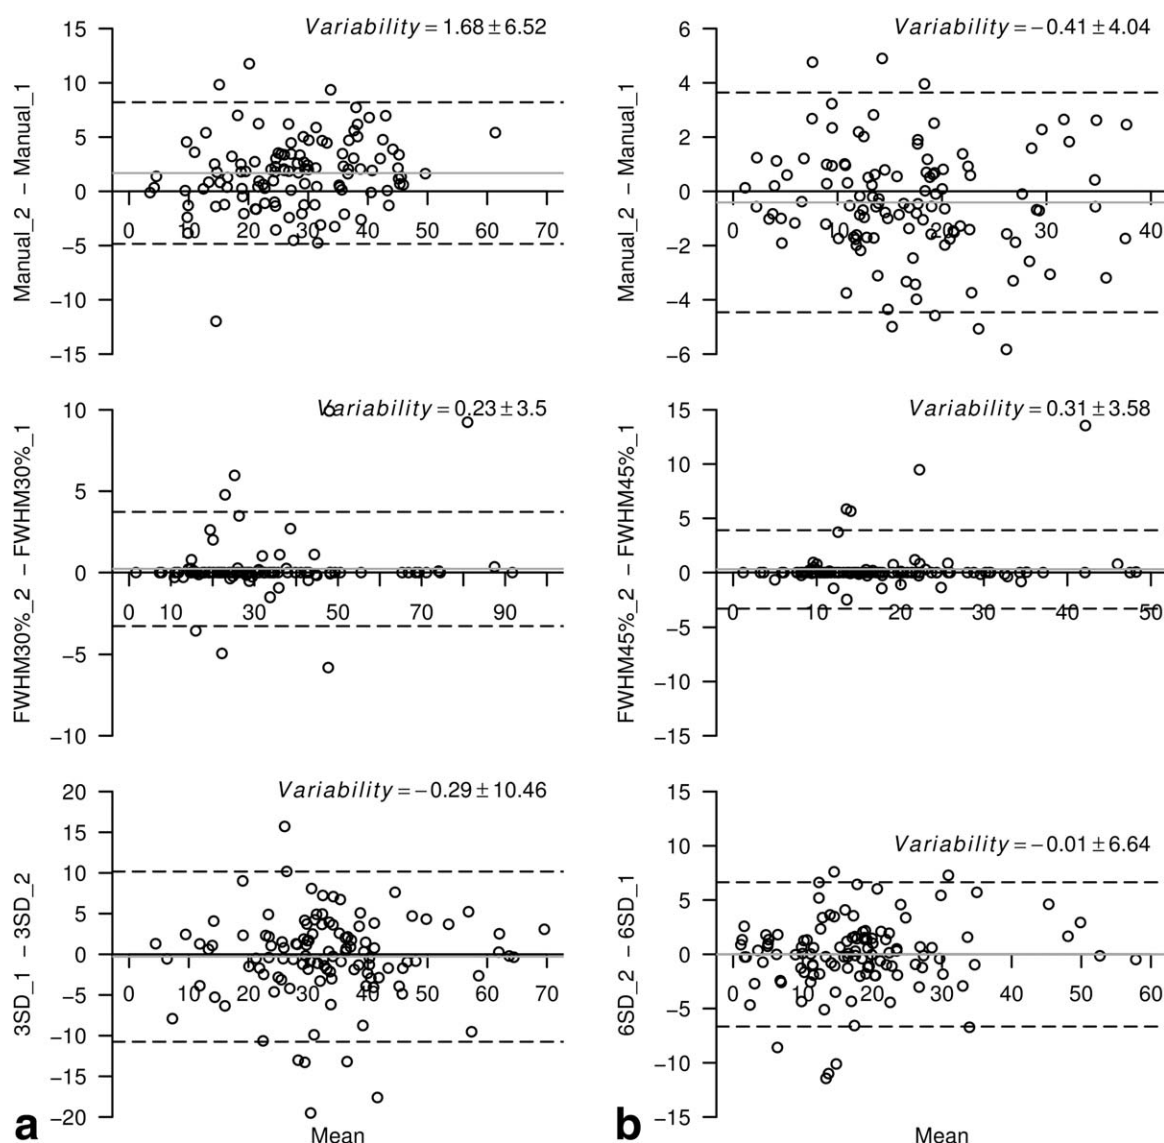 Variability = 1.68 ± 6.52
Manual_2 − Manual_1
15
10
5
0
−5
−10
−15
0 10 20 30 40 50 60 70
Variability = −0.41 ± 4.04
Manual_2 − Manual_1
6
4
2
0
−2
−4
−6
0 10 20 30 40
Variability = 0.23 ± 3.5
FWHM30%_2 − FWHM30%_1
10
5
0
−5
−10
0 10 30 50 70 90
Variability = 0.31 ± 3.58
FWHM45%_2 − FWHM45%_1
15
10
5
0
−5
−10
−15
0 10 20 30 40 50
Variability = −0.29 ± 10.46
3SD_1 − 3SD_2
20
15
10
5
0
−5
−10
−15
−20
0 10 20 30 40 50 60 70
Variability = −0.01 ± 6.64
6SD_2 − 6SD_1
15
10
5
0
−5
−10
−15
0 10 20 30 40 50 60
a
Mean
b
Mean